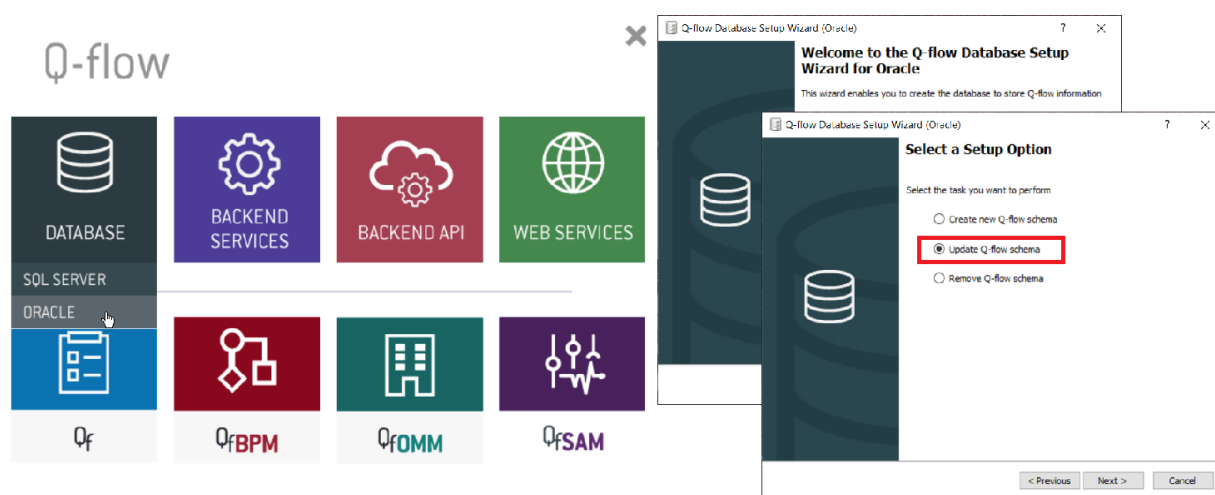 Q-flow
DATABASE
BACKEND
SERVICES
BACKEND API
WEB SERVICES
SQL SERVER
ORACLE
Qf
QfBPM
QfOMM
QfSAM
Q-flow Database Setup Wizard (Oracle)
?
Welcome to the Q-flow Database Setup
Wizard for Oracle
This wizard enables you to create the database to store Q-flow information
Q-flow Database Setup Wizard (Oracle)
?
Select a Setup Option
Select the task you want to perform
Create new Q-flow schema
Update Q-flow schema
Remove Q-flow schema
< Previous
Next >
Cancel